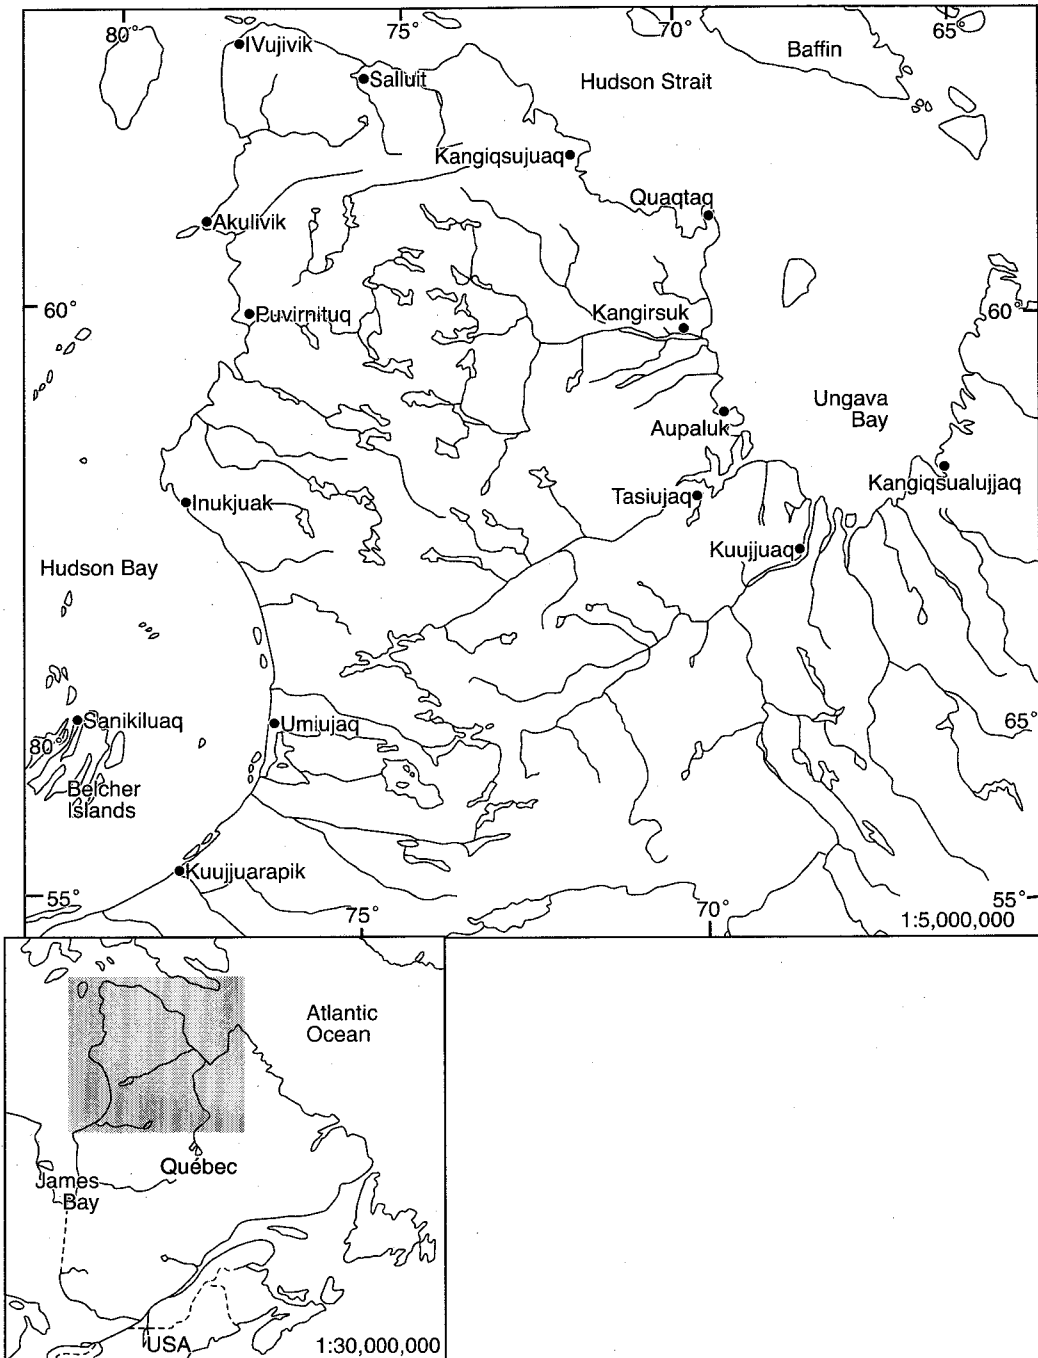 80°
75°
70°
65°
IVujivik
Baffin
Salluit
Hudson Strait
Kangiqsujuaq
Quaqtaq
Akulivik
60°
Puvirnituq
Kangirsuk
60°
Ungava
Bay
Aupaluk
Kangiqsualujjaq
Tasiujaq
Inukjuak
Kuujjuaq
Hudson Bay
Sanikiluaq
Umiujaq
65°
80°
Belcher
Islands
Kuujjuarapik
55°
75°
70°
55°
1:5,000,000
Atlantic
Ocean
Québec
James
Bay
USA
1:30,000,000